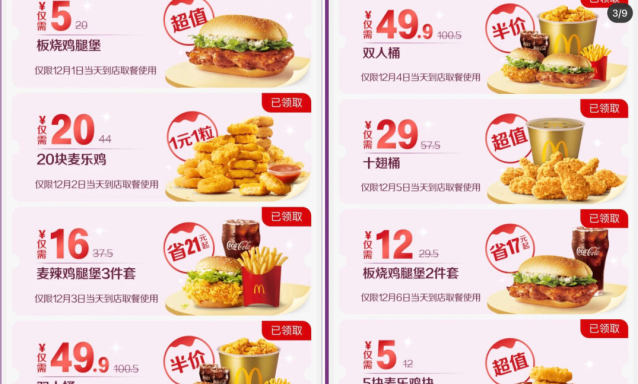 ¥5 20
仅需
超值
板烧鸡腿堡
仅限12月1日当天到店取餐使用
已领取
¥20 44
仅需
1元1粒
20块麦乐鸡
仅限12月2日当天到店取餐使用
已领取
¥16 37.5
仅需
省21元起
Coca-Cola
麦辣鸡腿堡3件套
仅限12月3日当天到店取餐使用
已领取
¥49.9 100.5
仅需
半价
3/9
¥49.9 100.5
仅需
半价
双人桶
仅限12月4日当天到店取餐使用
已领取
¥29 57.5
仅需
超值
十翅桶
仅限12月5日当天到店取餐使用
已领取
¥12 29.5
仅需
省17元起
Coca-Cola
板烧鸡腿堡2件套
仅限12月6日当天到店取餐使用
已领取
¥5 12
仅需
超值
5块麦乐鸡块